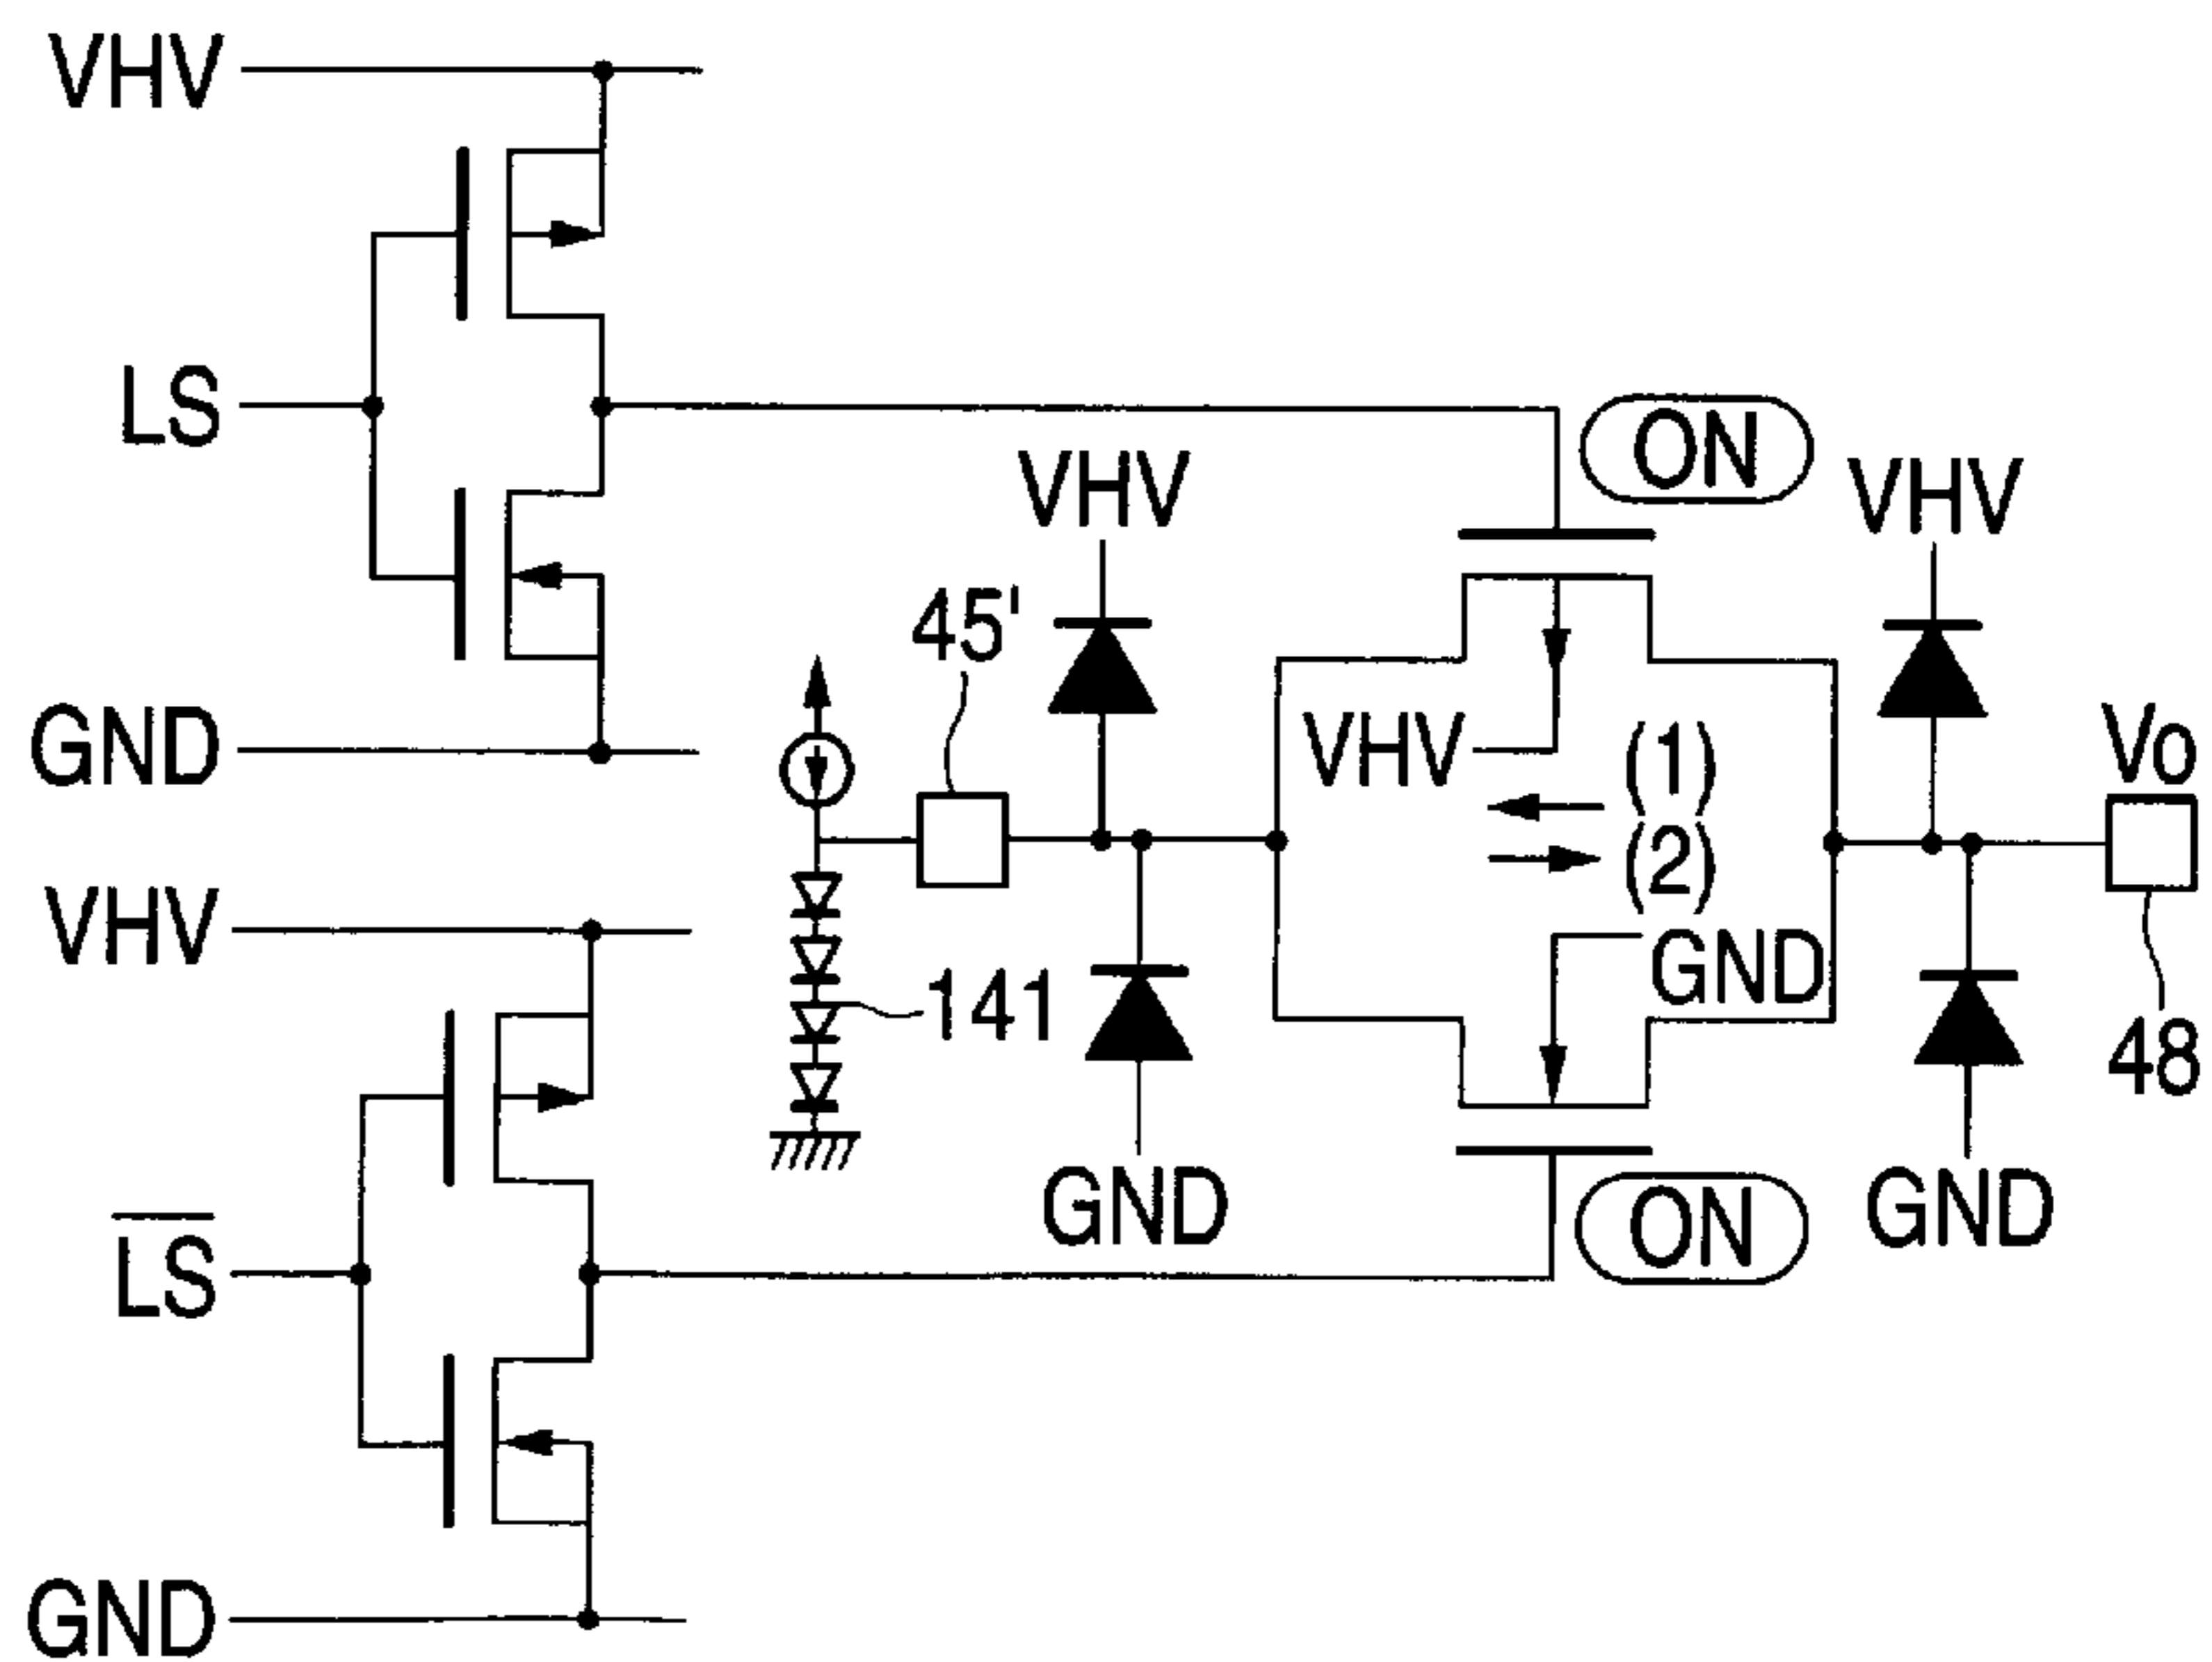 VHV
LS
ON
VHV
VHV
45'
GND
VHV
(1)
Vo
(2)
VHV
GND
141
48
GND
ON
GND
L̅S̅
GND